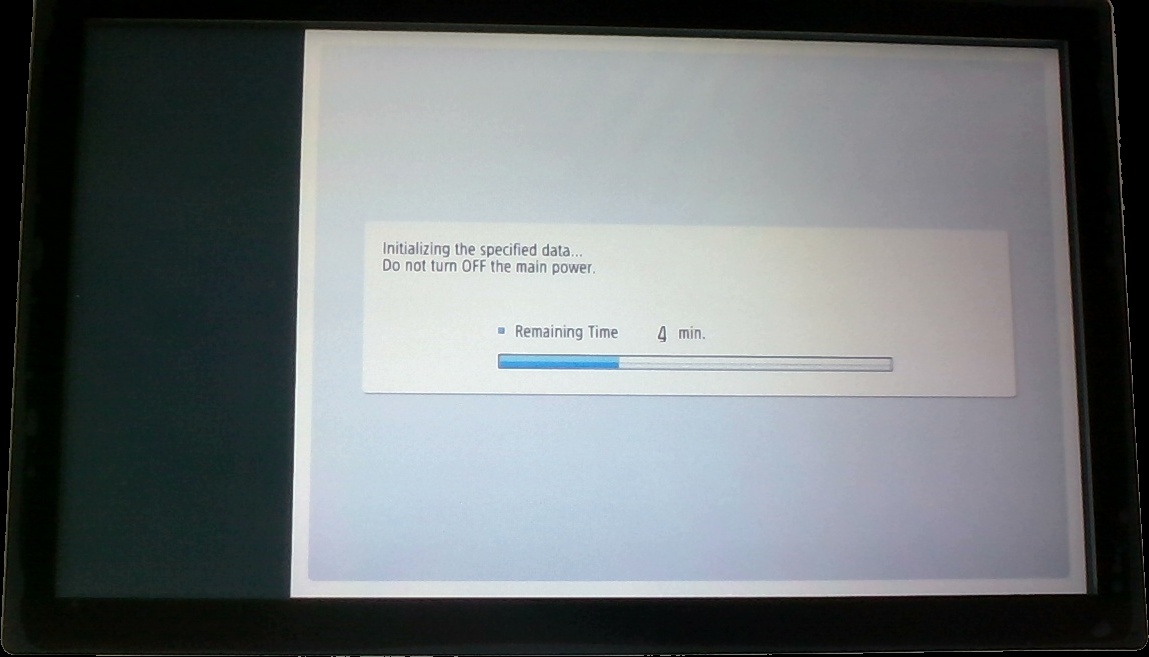 Initializing the specified data...
Do not turn OFF the main power.
Remaining Time 4 min.